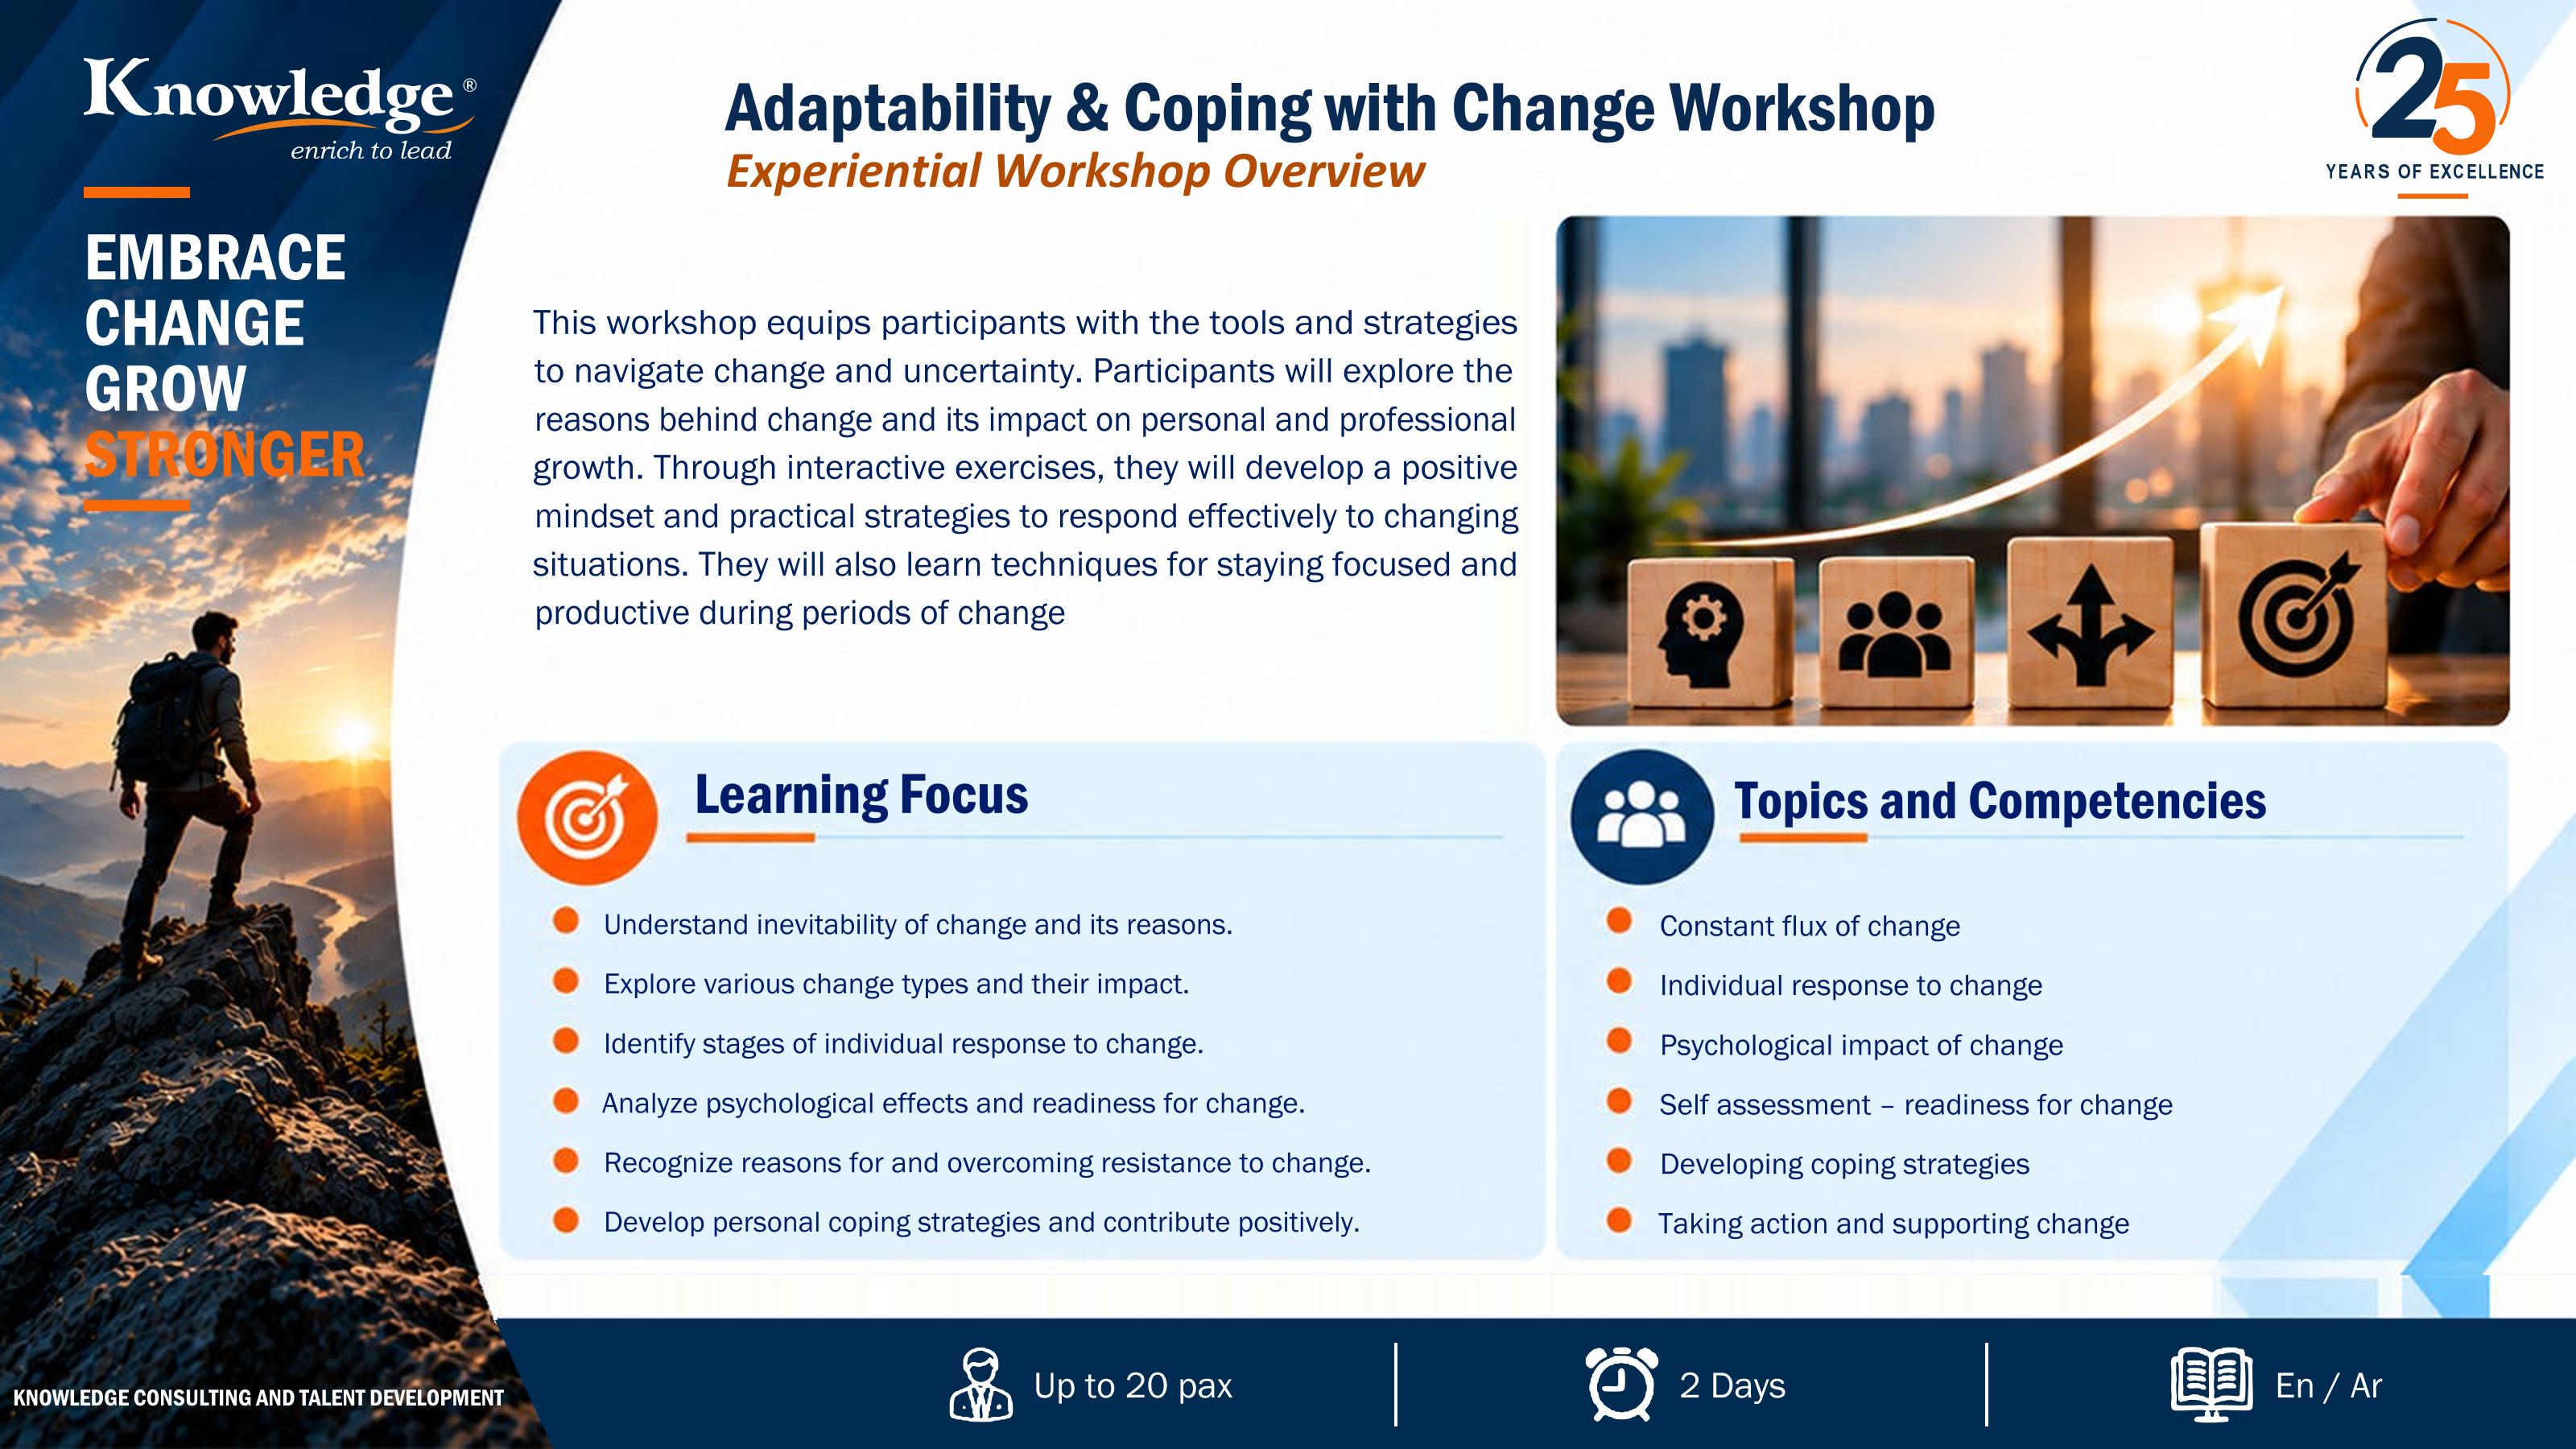 Knowledge®
enrich to lead
EMBRACE
CHANGE
GROW
STRONGER
Adaptability & Coping with Change Workshop
Experiential Workshop Overview
25
YEARS OF EXCELLENCE
This workshop equips participants with the tools and strategies
to navigate change and uncertainty. Participants will explore the
reasons behind change and its impact on personal and professional
growth. Through interactive exercises, they will develop a positive
mindset and practical strategies to respond effectively to changing
situations. They will also learn techniques for staying focused and
productive during periods of change
Learning Focus
Understand inevitability of change and its reasons.
Explore various change types and their impact.
Identify stages of individual response to change.
Analyze psychological effects and readiness for change.
Recognize reasons for and overcoming resistance to change.
Develop personal coping strategies and contribute positively.
Topics and Competencies
Constant flux of change
Individual response to change
Psychological impact of change
Self assessment – readiness for change
Developing coping strategies
Taking action and supporting change
KNOWLEDGE CONSULTING AND TALENT DEVELOPMENT
Up to 20 pax
2 Days
En / Ar